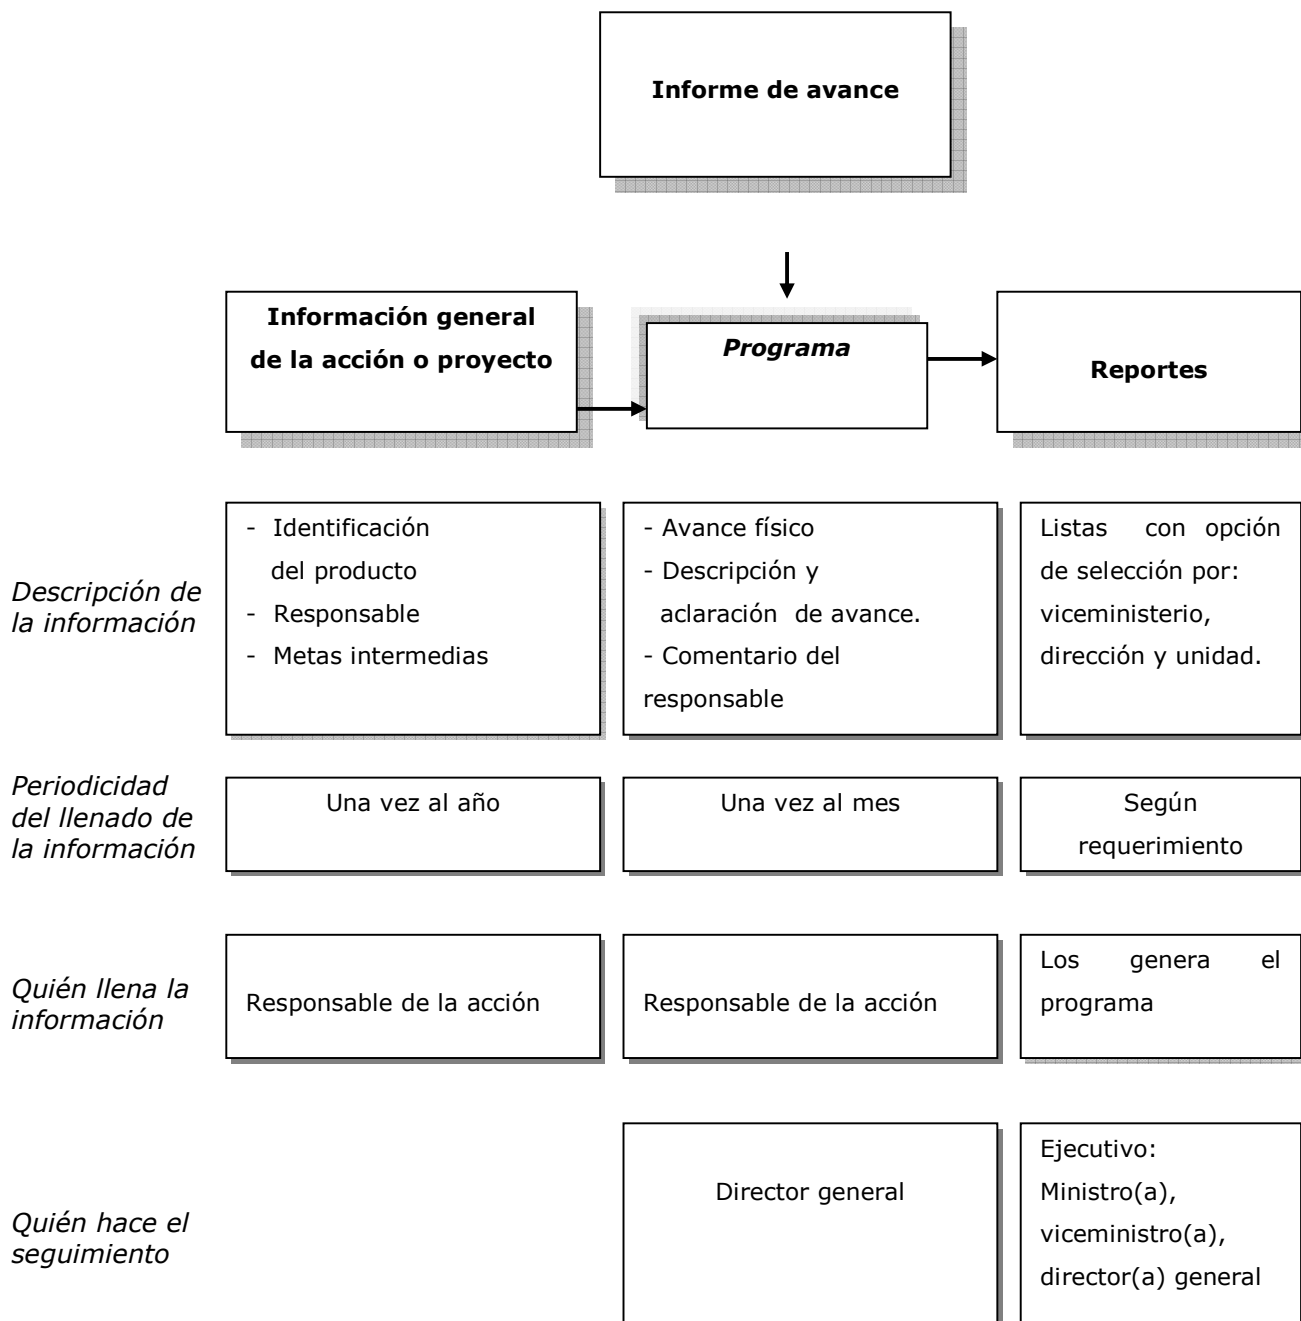 Informe de avance
Información general
de la acción o proyecto
Programa
Reportes
Descripción de
la información
- Identificación
del producto
- Responsable
- Metas intermedias
- Avance físico
- Descripción y
aclaración de avance.
- Comentario del
responsable
Listas con opción
de selección por:
viceministerio,
dirección y unidad.
Periodicidad
del llenado de
la información
Una vez al año
Una vez al mes
Según
requerimiento
Quién llena la
información
Responsable de la acción
Responsable de la acción
Los genera el
programa
Quién hace el
seguimiento
Director general
Ejecutivo:
Ministro(a),
viceministro(a),
director(a) general